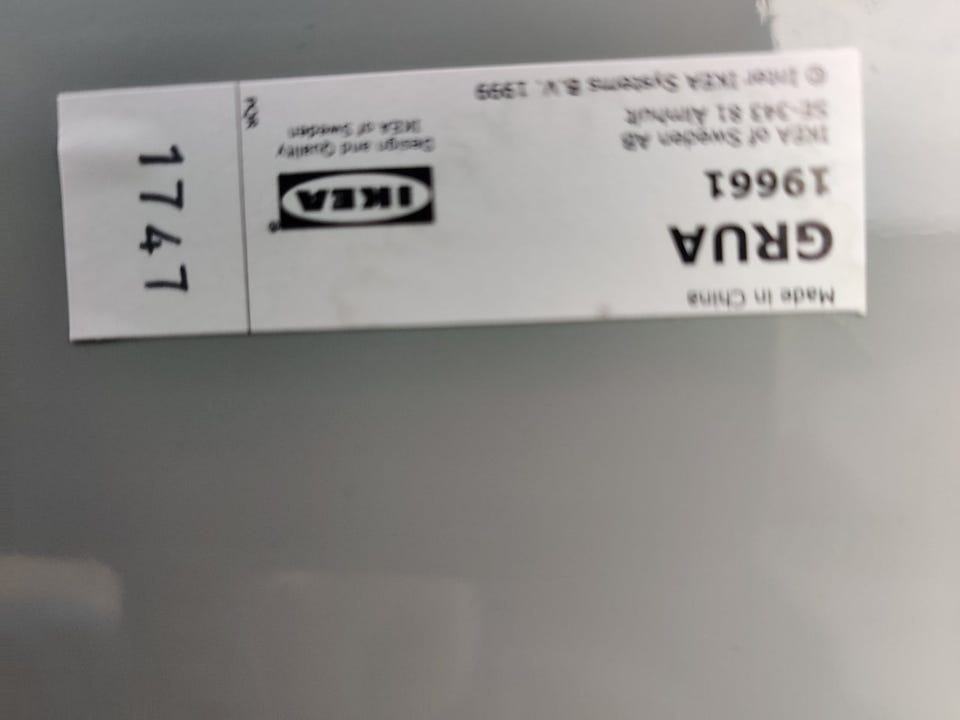 Made in China
GRUA
19661
IKEA of Sweden AB
SE-343 81 Älmhult
© Inter IKEA Systems B.V. 1999
IKEA®
Design and Quality
IKEA of Sweden
1747